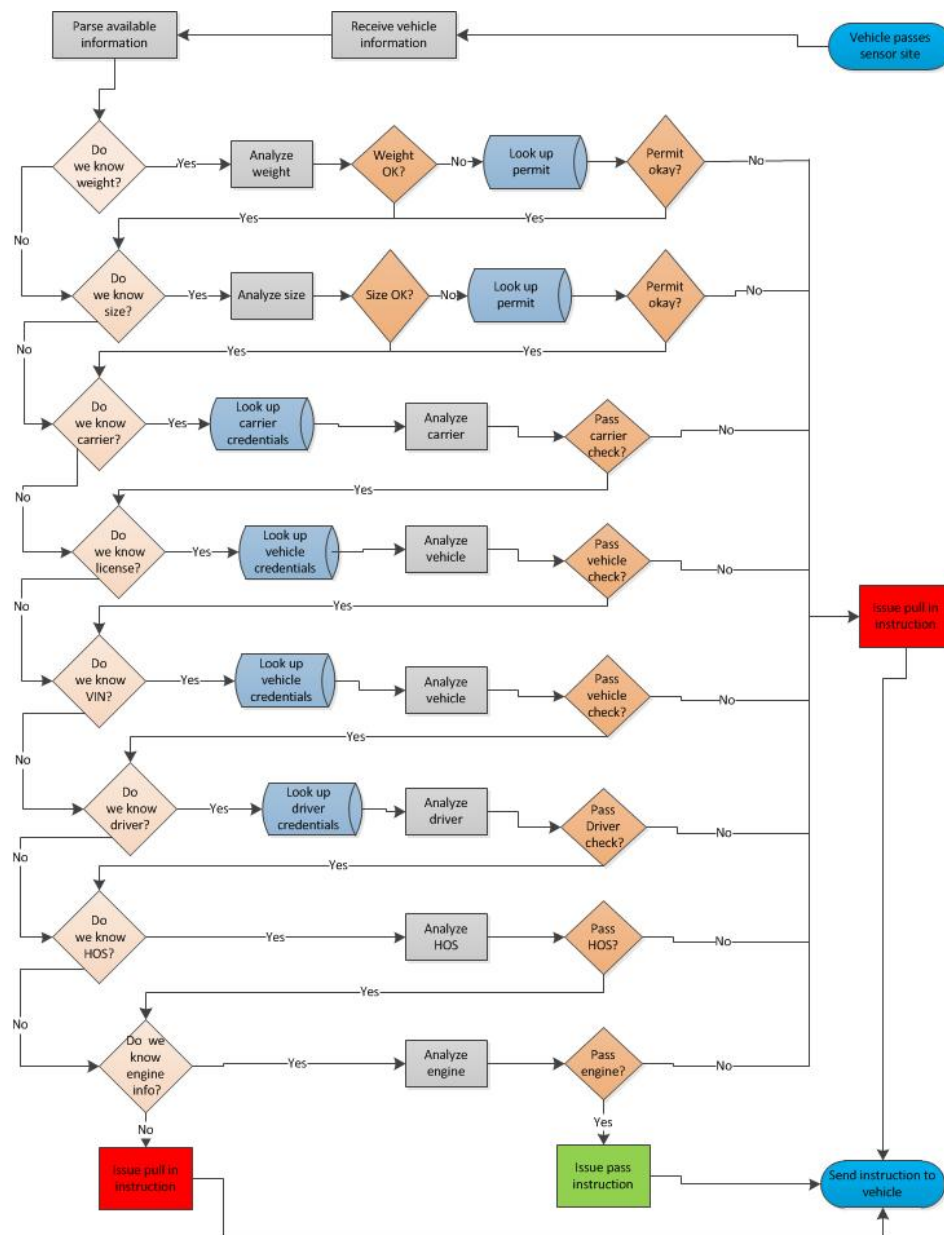 Parse available
information
Receive vehicle
information
Vehicle passes
sensor site
Do
we know
weight?
Yes
Analyze
weight
Weight
OK?
No
Look up
permit
Permit
okay?
No
Yes
Yes
No
Do
we know
size?
Yes
Analyze size
Size OK?
No
Look up
permit
Permit
okay?
No
Yes
Yes
No
Do
we know
carrier?
Yes
Look up
carrier
credentials
Analyze
carrier
Pass
carrier
check?
No
Yes
No
Do
we know
license?
Yes
Look up
vehicle
credentials
Analyze
vehicle
Pass
vehicle
check?
No
Yes
No
Issue pull in
instruction
Do
we know
VIN?
Yes
Look up
vehicle
credentials
Analyze
vehicle
Pass
vehicle
check?
No
Yes
No
Do
we know
driver?
Yes
Look up
driver
credentials
Analyze
driver
Pass
Driver
check?
No
Yes
No
Do
we know
HOS?
Yes
Analyze
HOS
Pass
HOS?
No
Yes
No
Do we
know
engine
info?
Yes
Analyze
engine
Pass
engine?
No
No
Yes
Issue pull in
instruction
Issue pass
instruction
Send instruction to
vehicle